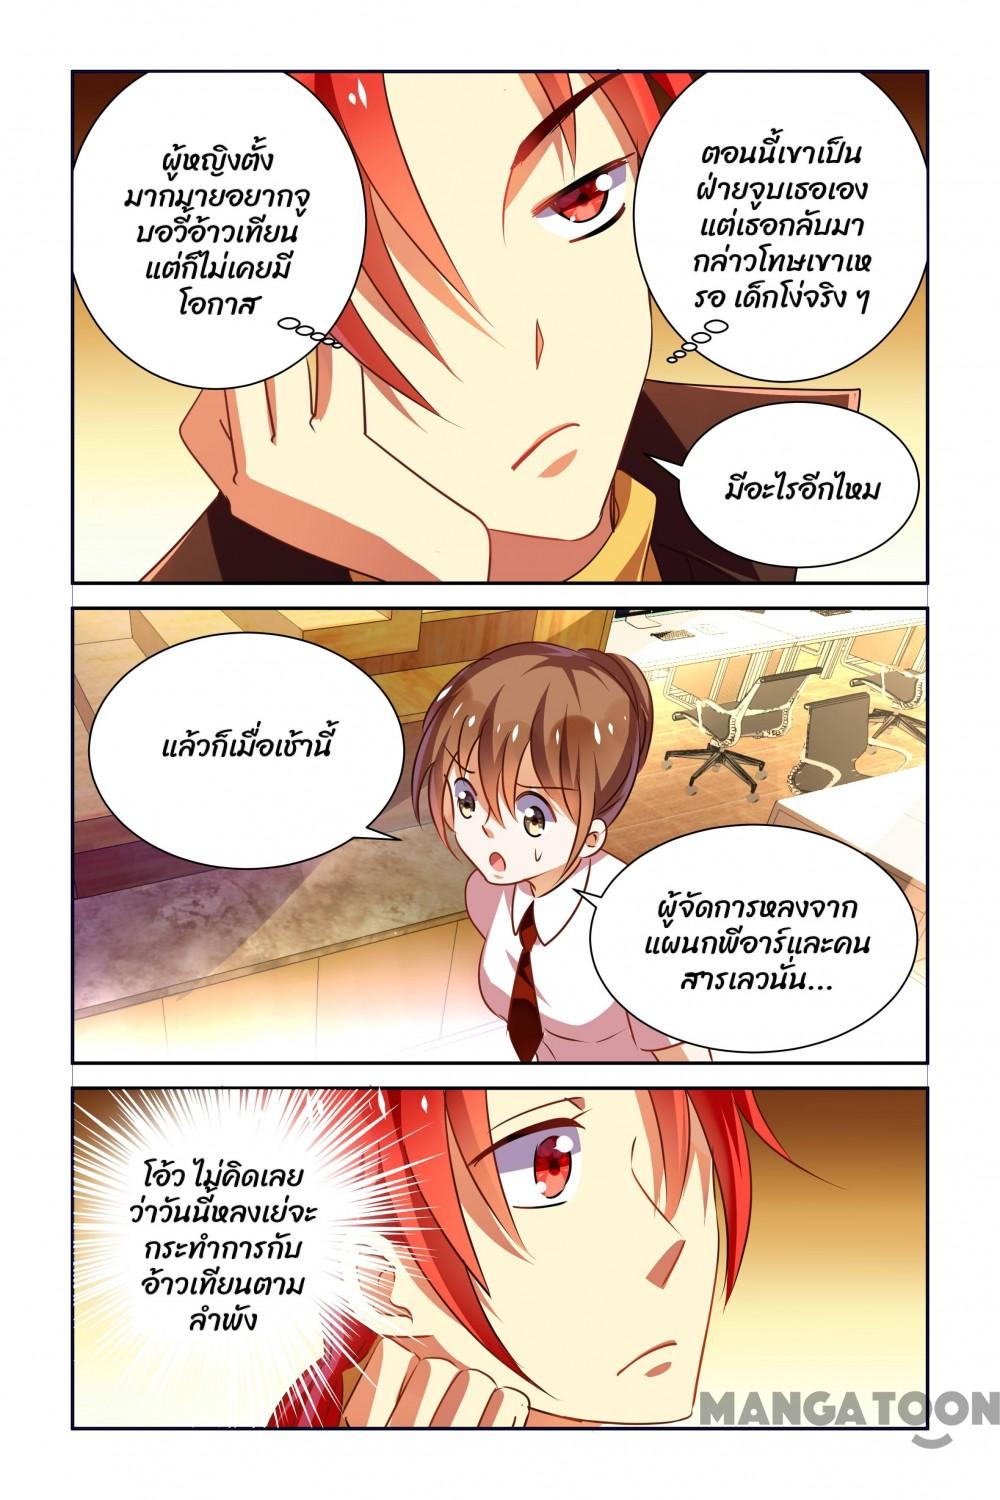 ผู้หญิงตั้ง
มากมายอยากจู
บอวี้อ้าวเทียน
แต่ก็ไม่เคยมี
โอกาส
ตอนนี้เขาเป็น
ฝ่ายจูบเธอเอง
แต่เธอกลับมา
กล่าวโทษเขาเห
รอ เด็กโง่จริง ๆ
มีอะไรอีกไหม
แล้วก็เมื่อเช้านี้
ผู้จัดการหลงจาก
แผนกพีอาร์และคน
สารเลวนั่น...
โอ้ว ไม่คิดเลย
ว่าวันนี้หลงเย่จะ
กระทำการกับ
อ้าวเทียนตาม
ลำพัง
MANGATOON